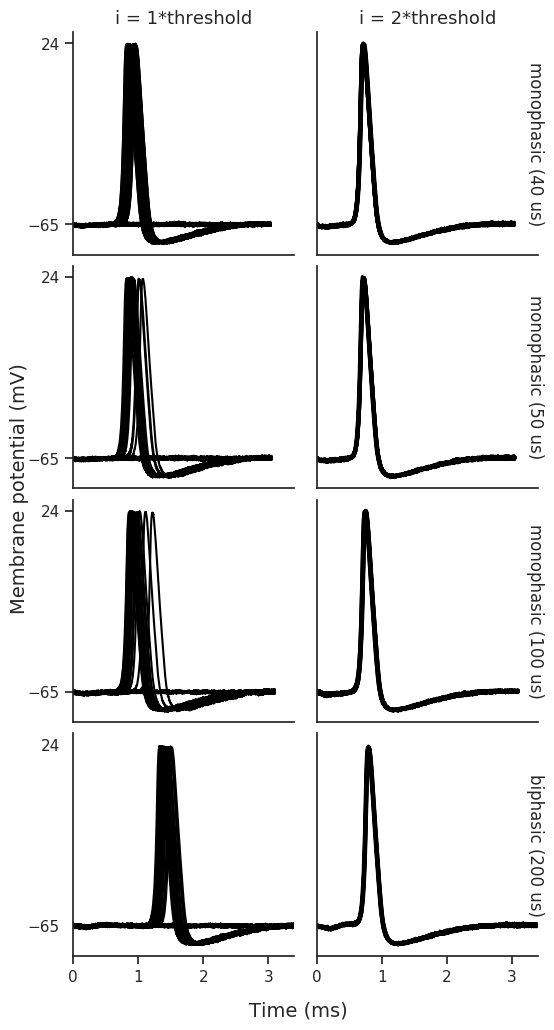 i = 1*threshold
i = 2*threshold
24
−65
monophasic (40 us)
24
−65
monophasic (50 us)
Membrane potential (mV)
24
−65
monophasic (100 us)
24
−65
biphasic (200 us)
0 1 2 3
0 1 2 3
Time (ms)